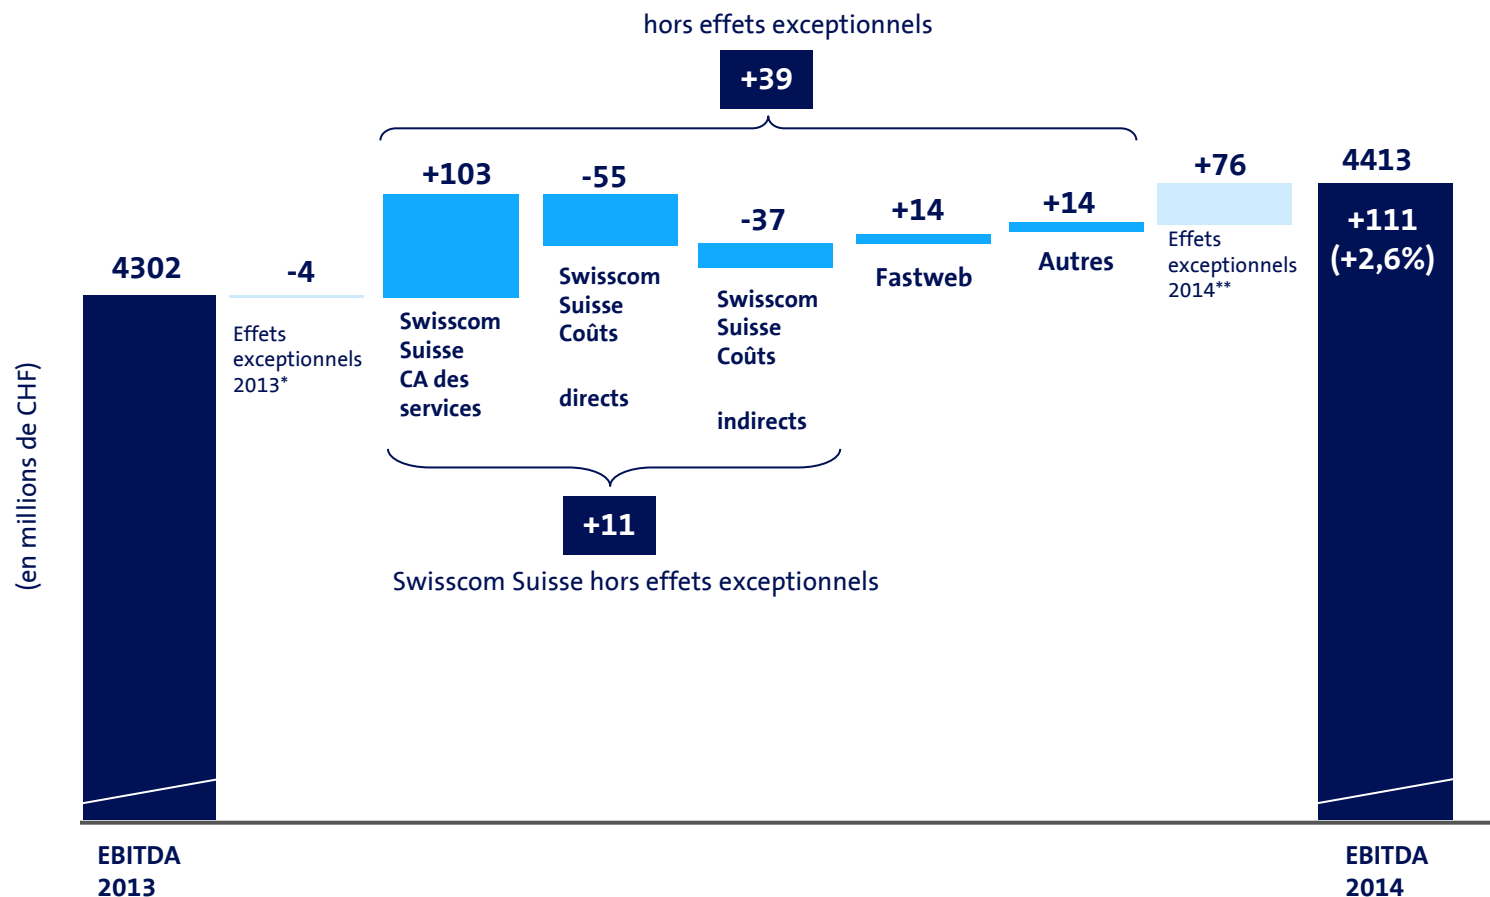 hors effets exceptionnels
+39
+103
-55
-37
+14
+14
+76
4413
+111
(+2,6%)
4302
-4
Effets
exceptionnels
2013*
Swisscom
Suisse
CA des
services
Swisscom
Suisse
Coûts
directs
Swisscom
Suisse
Coûts
indirects
Fastweb
Autres
Effets
exceptionnels
2014**
(en millions de CHF)
+11
Swisscom Suisse hors effets exceptionnels
EBITDA
2013
EBITDA
2014